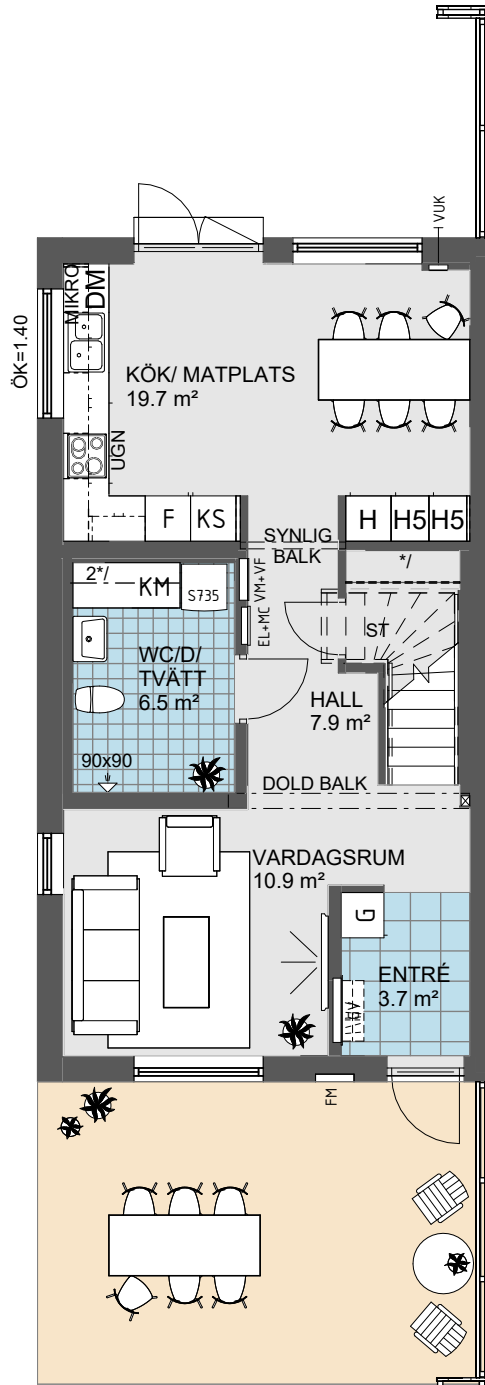 VUK
MIKRO
DM
ÖK=1.40
KÖK/ MATPLATS
19.7 m²
UGN
F
KS
H
H5
H5
SYNLIG
BALK
2*/
KM
S735
VM+VF
EL+MC
*/
ST
WC/D/
TVÄTT
6.5 m²
HALL
7.9 m²
90x90
DOLD BALK
VARDAGSRUM
10.9 m²
G
ENTRÉ
3.7 m²
FM